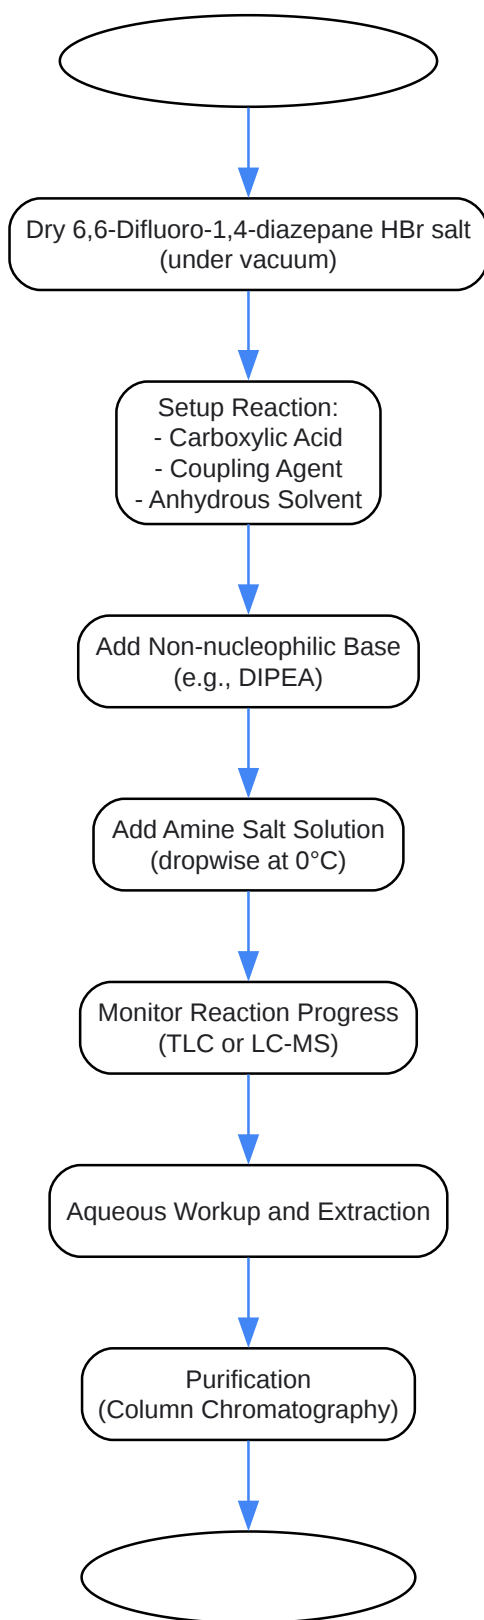 Dry 6,6-Difluoro-1,4-diazepane HBr salt
(under vacuum)
Setup Reaction:
- Carboxylic Acid
- Coupling Agent
- Anhydrous Solvent
Add Non-nucleophilic Base
(e.g., DIPEA)
Add Amine Salt Solution
(dropwise at 0°C)
Monitor Reaction Progress
(TLC or LC-MS)
Aqueous Workup and Extraction
Purification
(Column Chromatography)